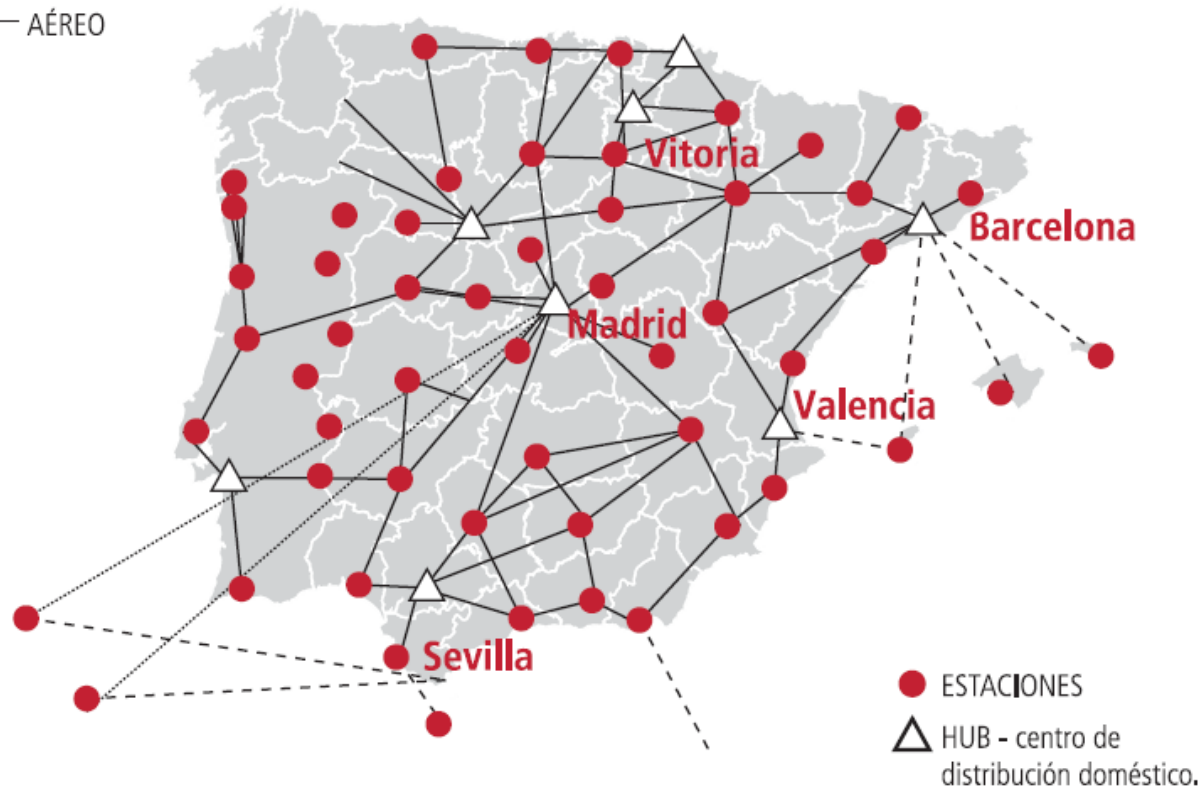 AÉREO
Vitoria
Barcelona
Madrid
Valencia
Sevilla
ESTACIONES
HUB - centro de
distribución doméstico.